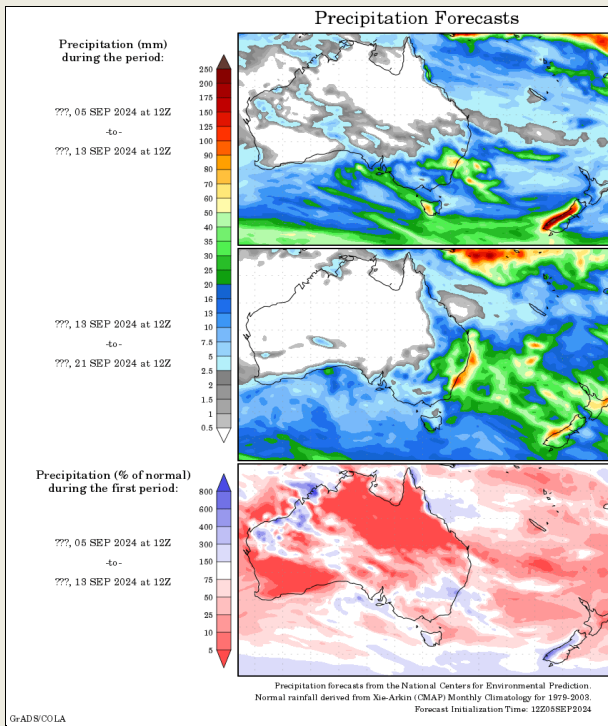 Precipitation Forecasts
Precipitation (mm)
during the period:
???, 05 SEP 2024 at 12Z
-to-
???, 13 SEP 2024 at 12Z
250
200
175
150
125
100
90
80
70
60
50
40
35
30
25
20
16
13
10
7.5
5
2.5
2
1.5
1
0.5
???, 13 SEP 2024 at 12Z
-to-
???, 21 SEP 2024 at 12Z
Precipitation (% of normal)
during the first period:
???, 05 SEP 2024 at 12Z
-to-
???, 13 SEP 2024 at 12Z
800
600
400
300
150
75
50
25
10
5
Precipitation forecasts from the National Centers for Environmental Prediction.
Normal rainfall derived from Xie-Arkin (CMAP) Monthly Climatology for 1979-2003.
Forecast Initialization Time: 12Z05SEP2024
GrADS/COLA